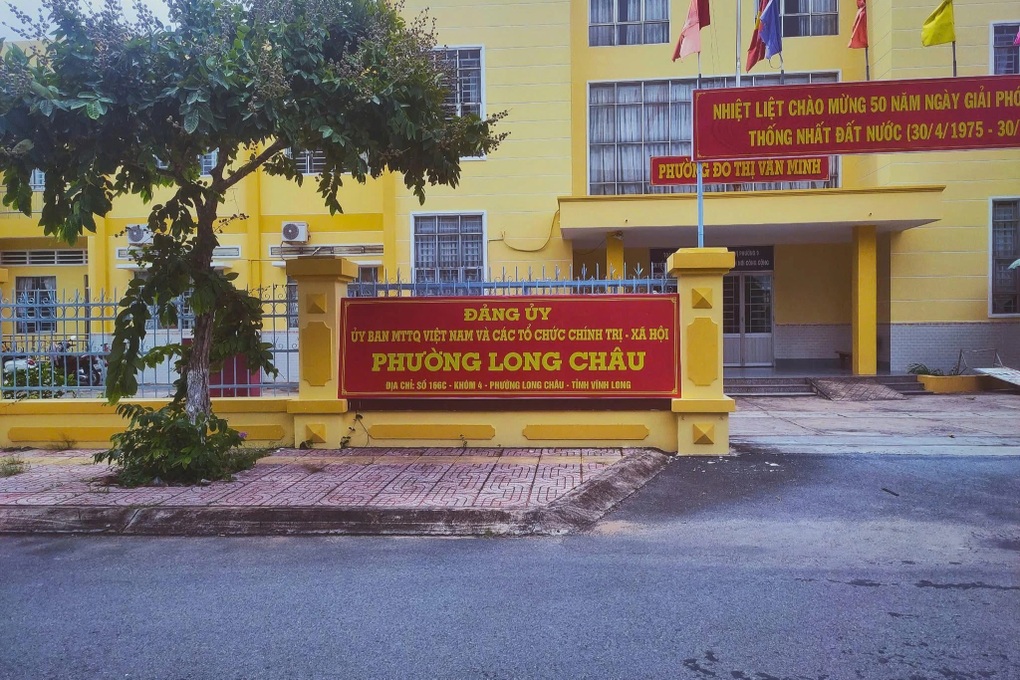 NHIỆT LIỆT CHÀO MỪNG 50 NĂM NGÀY GIẢI PHÓ
THỐNG NHẤT ĐẤT NƯỚC (30/4/1975 - 30/
PHƯỜNG ĐÔ THỊ VĂN MINH
ĐẢNG ỦY
ỦY BAN MTTQ VIỆT NAM VÀ CÁC TỔ CHỨC CHÍNH TRỊ - XÃ HỘI
PHƯỜNG LONG CHÂU
ĐỊA CHỈ: SỐ 166C - KHÓM 4 - PHƯỜNG LONG CHÂU - TỈNH VĨNH LONG